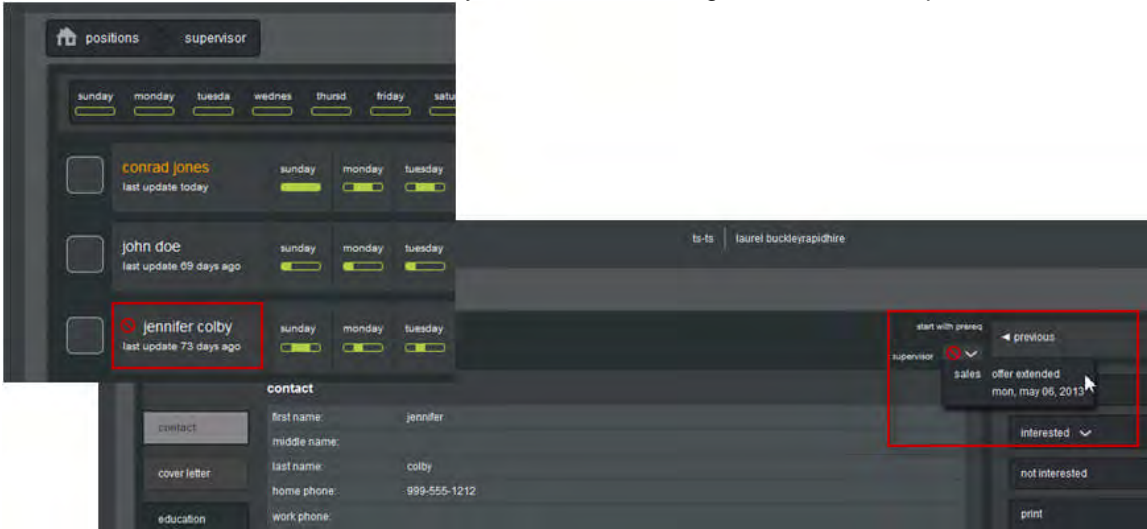 positions supervisor
sunday monday tuesda wednes thursd friday satu
conrad jones
last update today
sunday monday tuesday
john doe
last update 69 days ago
sunday monday tuesday
jennifer colby
last update 73 days ago
sunday monday tuesday
ts-ts laurel buckleyrapidhire
start with prereq
supervisor
previous
sales offer extended
mon, may 06, 2013
interested
not interested
print
contact
contact
cover letter
education
first name: jennifer
middle name:
last name: colby
home phone: 999-555-1212
work phone: